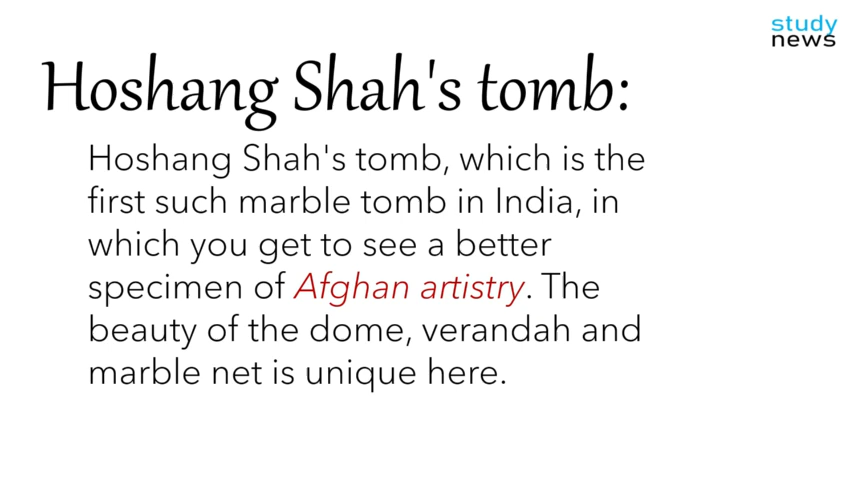 study
news
Hoshang Shah's tomb:
Hoshang Shah's tomb, which is the
first such marble tomb in India, in
which you get to see a better
specimen of Afghan artistry. The
beauty of the dome, verandah and
marble net is unique here.